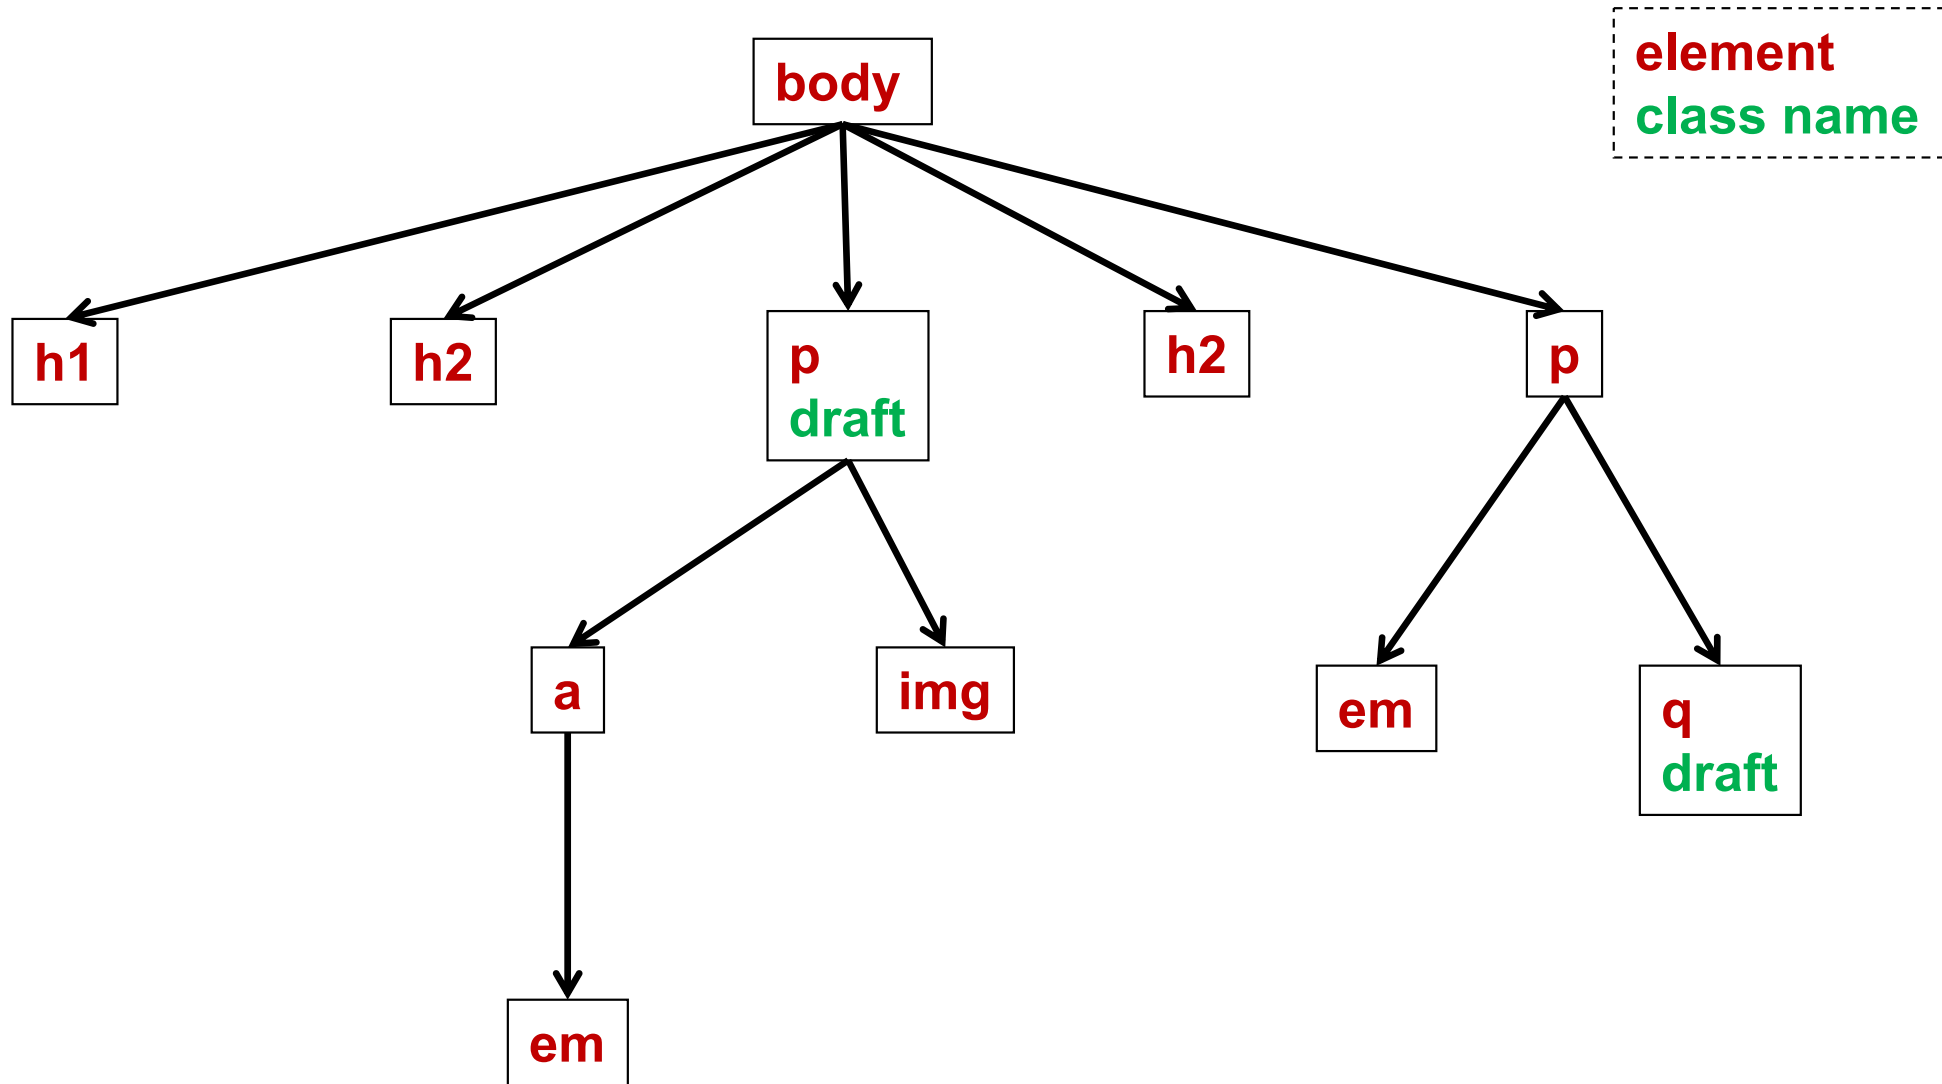 element
class name
body
h1
h2
p
draft
h2
p
a
img
em
q
draft
em